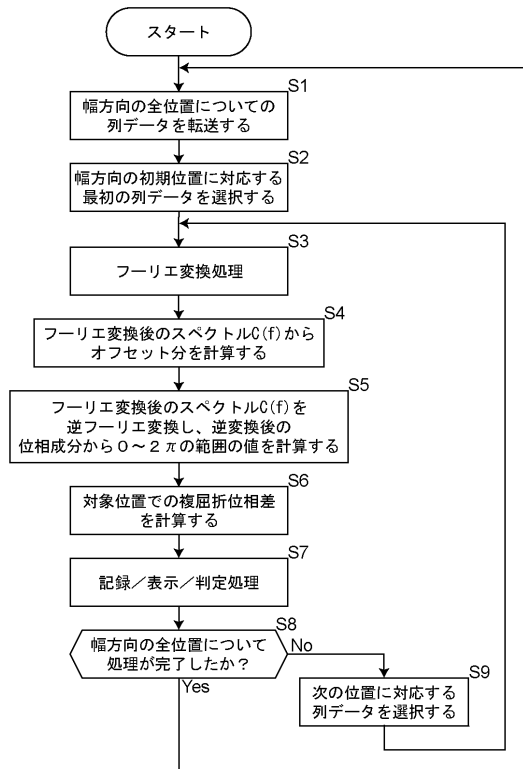 スタート
S1
幅方向の全位置についての
列データを転送する
S2
幅方向の初期位置に対応する
最初の列データを選択する
S3
フーリエ変換処理
S4
フーリエ変換後のスペクトルC(f)から
オフセット分を計算する
S5
フーリエ変換後のスペクトルC(f)を
逆フーリエ変換し、逆変換後の
位相成分から0～2πの範囲の値を計算する
S6
対象位置での複屈折位相差
を計算する
S7
記録／表示／判定処理
S8
幅方向の全位置について
処理が完了したか？
No
Yes
S9
次の位置に対応する
列データを選択する